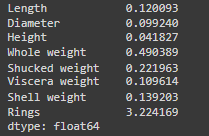 Length 0.120093
Diameter 0.099240
Height 0.041827
Whole weight 0.490389
Shucked weight 0.221963
Viscera weight 0.109614
Shell weight 0.139203
Rings 3.224169
dtype: float64